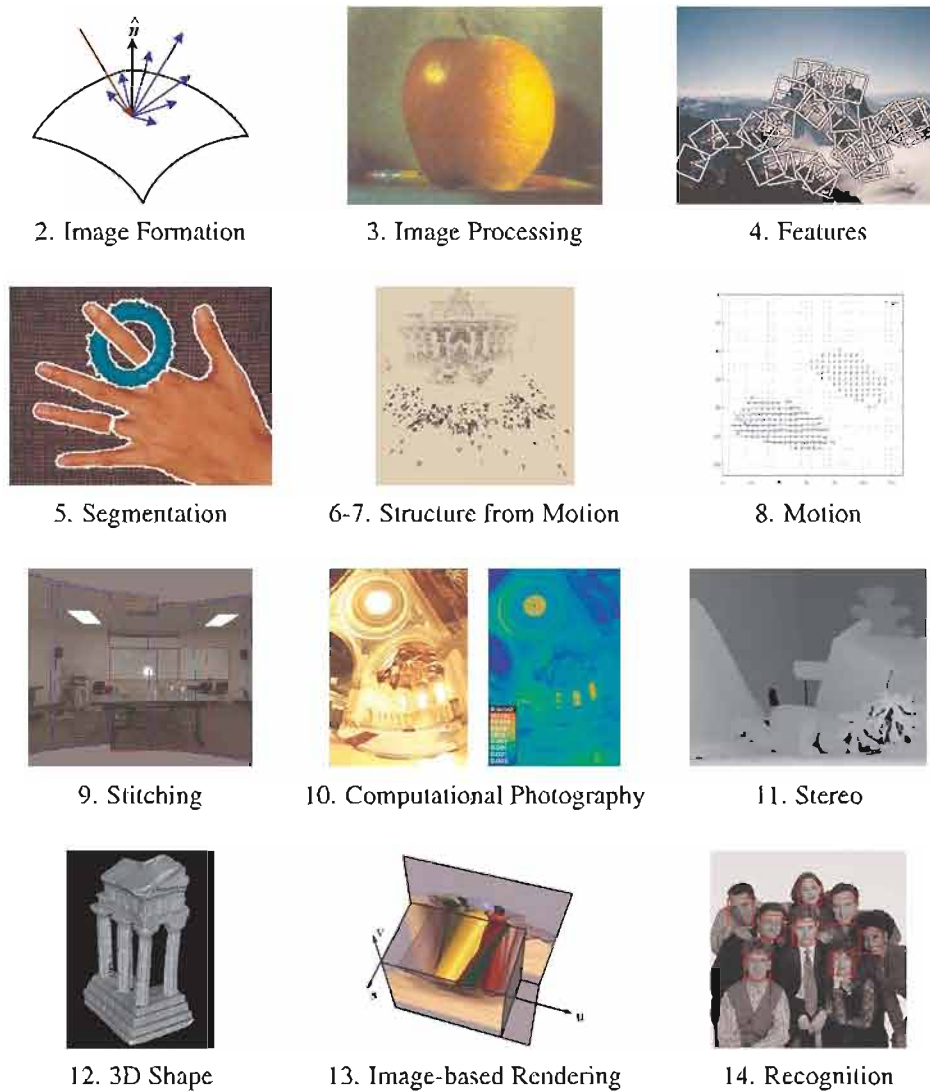 n̂
2. Image Formation
3. Image Processing
4. Features
5. Segmentation
6-7. Structure from Motion
8. Motion
9. Stitching
10. Computational Photography
11. Stereo
v
s
u
12. 3D Shape
13. Image-based Rendering
14. Recognition